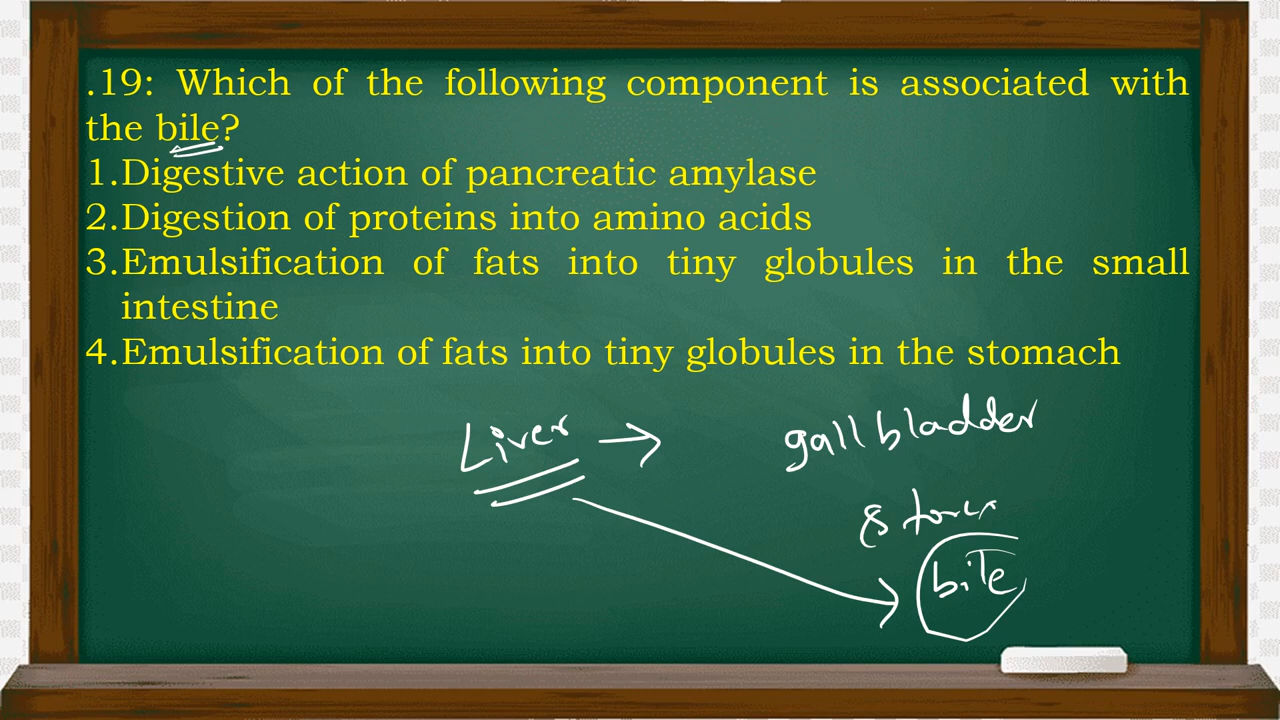 .19: Which of the following component is associated with
the bile?
1.Digestive action of pancreatic amylase
2.Digestion of proteins into amino acids
3.Emulsification of fats into tiny globules in the small
intestine
4.Emulsification of fats into tiny globules in the stomach
Liver → gallbladder
bile